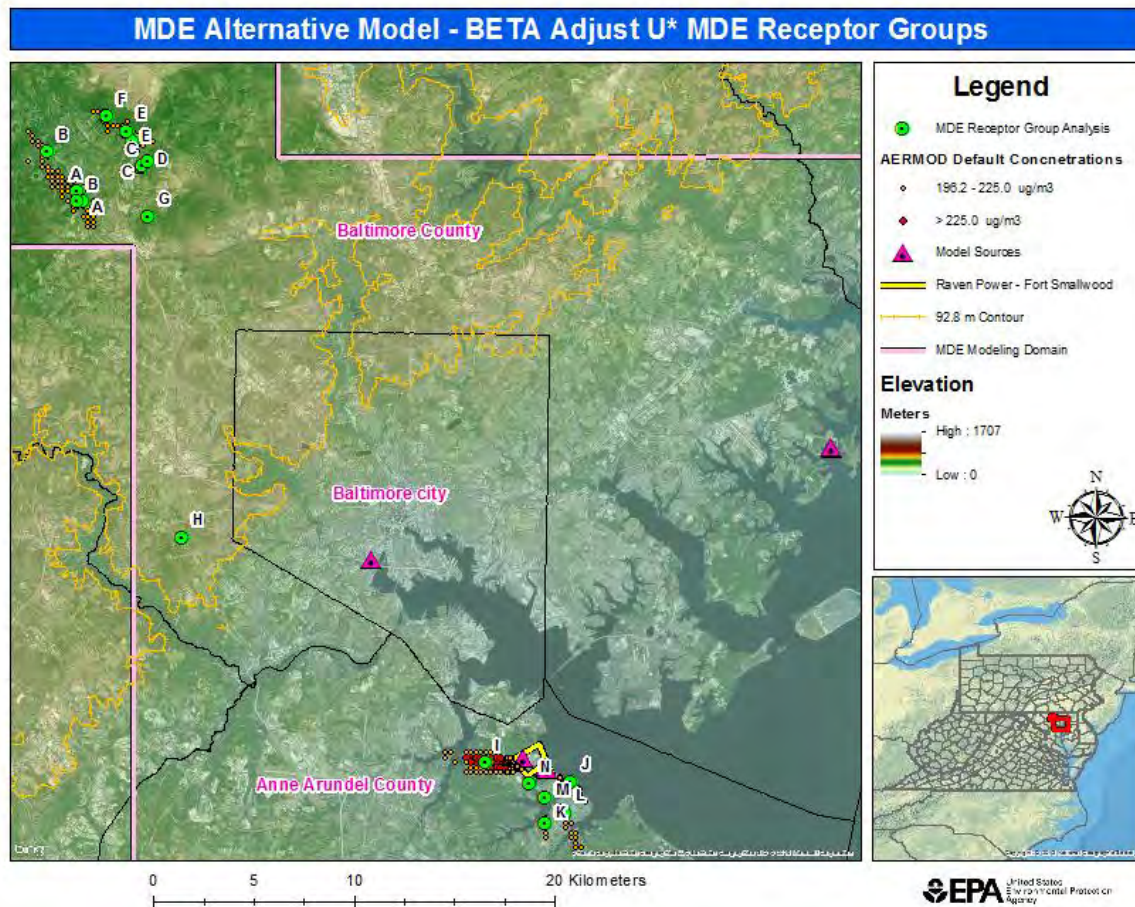 MDE Alternative Model - BETA Adjust U* MDE Receptor Groups
F
E
B
E
C
D
C
A
B
A
G
Baltimore County
Baltimore city
H
I
J
N
M
L
K
Anne Arundel County
0 5 10 20 Kilometers
Legend
MDE Receptor Group Analysis
AERMOD Default Concnetrations
196.2 - 225.0 ug/m3
> 225.0 ug/m3
Model Sources
Raven Power - Fort Smallwood
92.8 m Contour
MDE Modeling Domain
Elevation
Meters
High : 1707
Low : 0
N
W E
S
EPA
United States
Environmental Protection
Agency